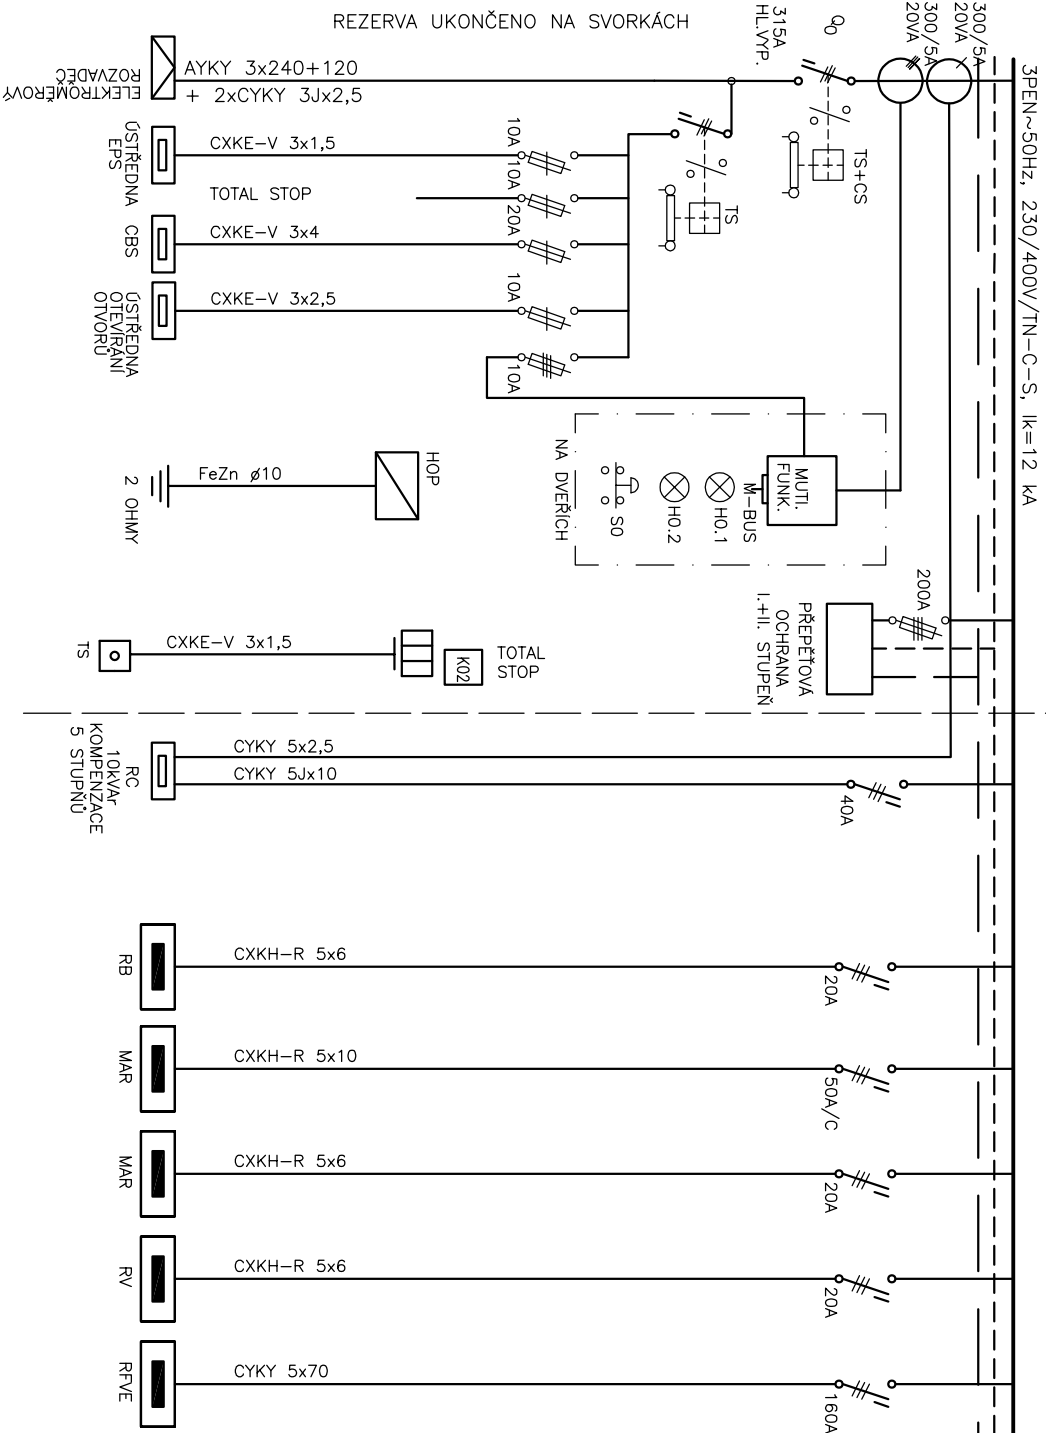 REZERVA UKONČENO NA SVORKÁCH
300/5A
20VA
300/5A
20VA
Q0
315A
HL.VYP.
3PEN~50Hz, 230/400V/TN-C-S, Ik=12 kA
ELEKTROMĚROVÝ
ROZVADĚČ
AYKY 3x240+120
+ 2xCYKY 3Jx2,5
TS+CS
TS
ÚSTŘEDNA
EPS
CXKE-V 3x1,5
10A
TOTAL STOP
10A
CBS
CXKE-V 3x4
20A
ÚSTŘEDNA
OTEVÍRÁNÍ
OTVORŮ
CXKE-V 3x2,5
10A
10A
NA DVEŘÍCH
MUTI.
FUNK.
M-BUS
H0.1
H0.2
S0
HOP
FeZn ø10
2 OHMY
200A
PŘEPĚŤOVÁ
OCHRANA
I.+II. STUPEŇ
TS
CXKE-V 3x1,5
K02
TOTAL
STOP
RC
10kVAr
KOMPENZACE
5 STUPŇŮ
CYKY 5x2,5
CYKY 5Jx10
40A
RB
CXKH-R 5x6
20A
MAR
CXKH-R 5x10
50A/C
MAR
CXKH-R 5x6
20A
RV
CXKH-R 5x6
20A
RFVE
CYKY 5x70
160A